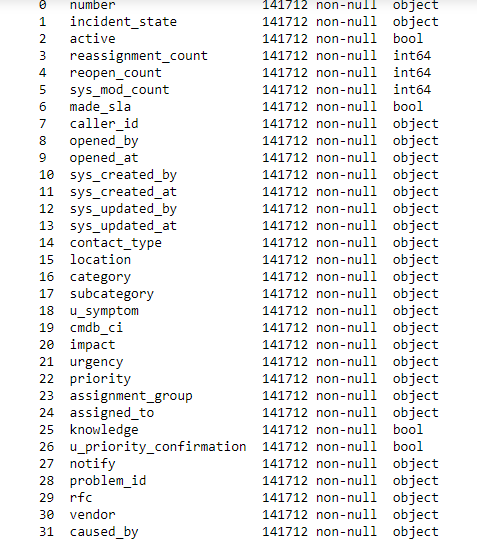 0 number 141712 non-null object
1 incident_state 141712 non-null object
2 active 141712 non-null bool
3 reassignment_count 141712 non-null int64
4 reopen_count 141712 non-null int64
5 sys_mod_count 141712 non-null int64
6 made_sla 141712 non-null bool
7 caller_id 141712 non-null object
8 opened_by 141712 non-null object
9 opened_at 141712 non-null object
10 sys_created_by 141712 non-null object
11 sys_created_at 141712 non-null object
12 sys_updated_by 141712 non-null object
13 sys_updated_at 141712 non-null object
14 contact_type 141712 non-null object
15 location 141712 non-null object
16 category 141712 non-null object
17 subcategory 141712 non-null object
18 u_symptom 141712 non-null object
19 cmdb_ci 141712 non-null object
20 impact 141712 non-null object
21 urgency 141712 non-null object
22 priority 141712 non-null object
23 assignment_group 141712 non-null object
24 assigned_to 141712 non-null object
25 knowledge 141712 non-null bool
26 u_priority_confirmation 141712 non-null bool
27 notify 141712 non-null object
28 problem_id 141712 non-null object
29 rfc 141712 non-null object
30 vendor 141712 non-null object
31 caused_by 141712 non-null object